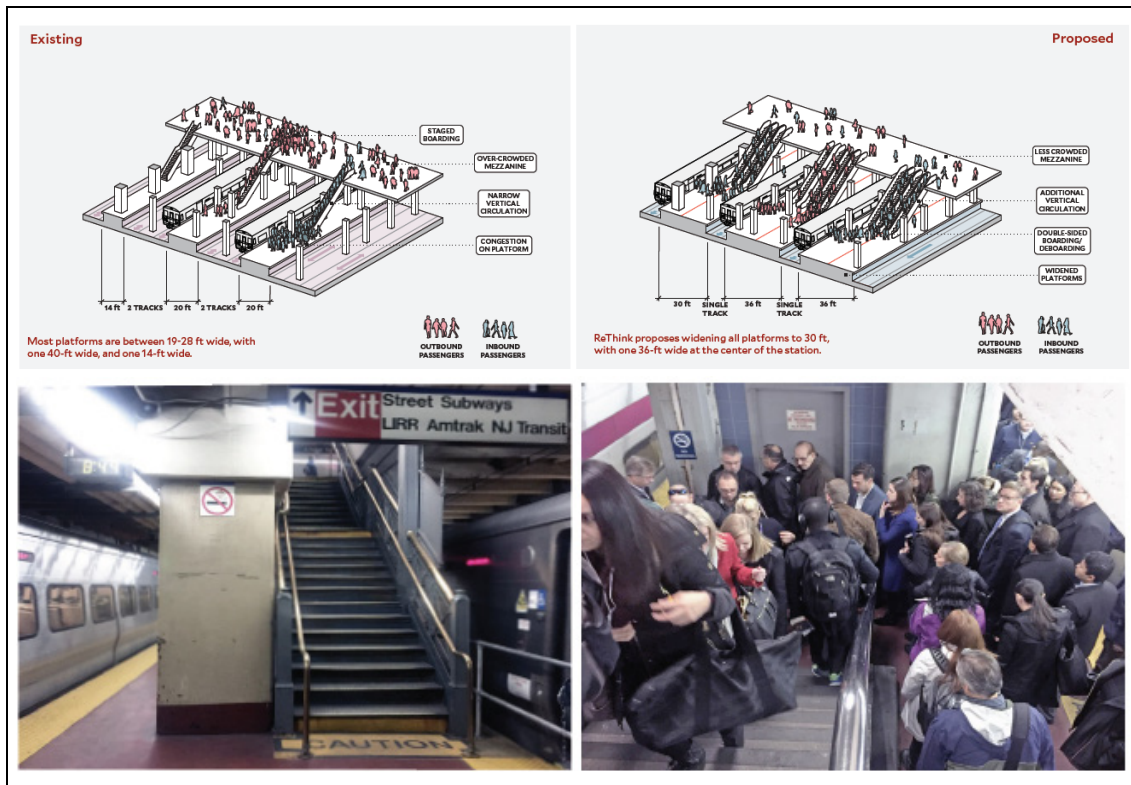 Existing
STAGED
BOARDING
OVER-CROWDED
MEZZANINE
NARROW
VERTICAL
CIRCULATION
CONGESTION
ON PLATFORM
14 ft 2 TRACKS 20 ft 2 TRACKS 20 ft
Most platforms are between 19-28 ft wide, with
one 40-ft wide, and one 14-ft wide.
OUTBOUND
PASSENGERS
INBOUND
PASSENGERS
Proposed
LESS CROWDED
MEZZANINE
ADDITIONAL
VERTICAL
CIRCULATION
DOUBLE-SIDED
BOARDING/
DEBOARDING
WIDENED
PLATFORMS
30 ft SINGLE
TRACK 36 ft SINGLE
TRACK 36 ft
ReThink proposes widening all platforms to 30 ft,
with one 36-ft wide at the center of the station.
OUTBOUND
PASSENGERS
INBOUND
PASSENGERS
Exit
Street Subways
LIRR Amtrak NJ Transit
CAUTION